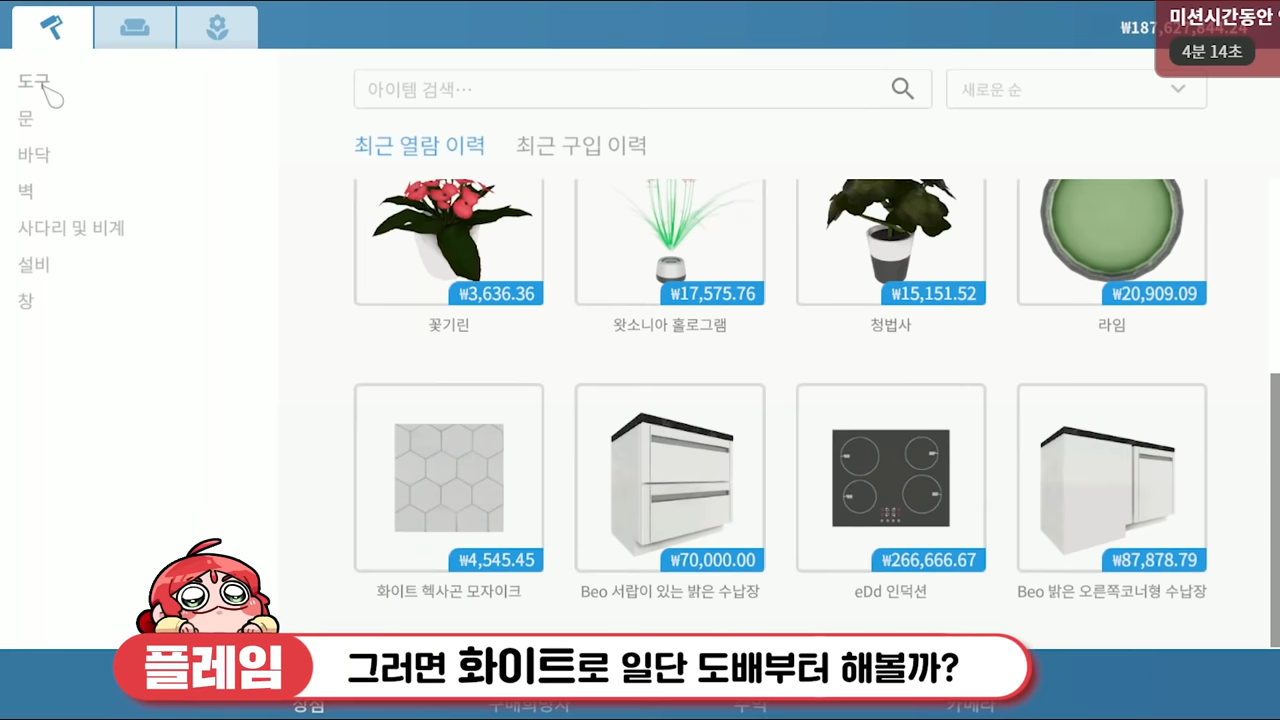 미션시간동안
₩187,627,844.24
4분 14초
도구
문
바닥
벽
사다리 및 비계
설비
창
아이템 검색…
새로운 순
최근 열람 이력
최근 구입 이력
₩3,636.36
₩17,575.76
₩15,151.52
₩20,909.09
꽃기린
왓소니아 홀로그램
청법사
라임
₩4,545.45
₩70,000.00
₩266,666.67
₩87,878.79
화이트 헥사곤 모자이크
Beo 서랍이 있는 밝은 수납장
eDd 인덕션
Beo 밝은 오른쪽코너형 수납장
플레임
그러면 화이트로 일단 도배부터 해볼까?
상점